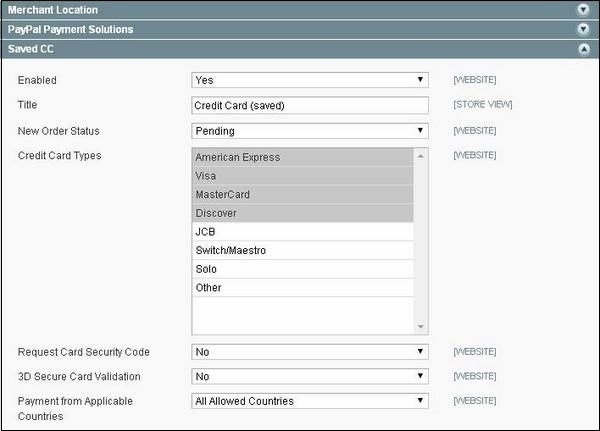 Merchant Location
PayPal Payment Solutions
Saved CC
Enabled Yes [WEBSITE]
Title Credit Card (saved) [STORE VIEW]
New Order Status Pending [WEBSITE]
Credit Card Types American Express [WEBSITE]
Visa
MasterCard
Discover
JCB
Switch/Maestro
Solo
Other
Request Card Security Code No [WEBSITE]
3D Secure Card Validation No [WEBSITE]
Payment from Applicable All Allowed Countries [WEBSITE]
Countries